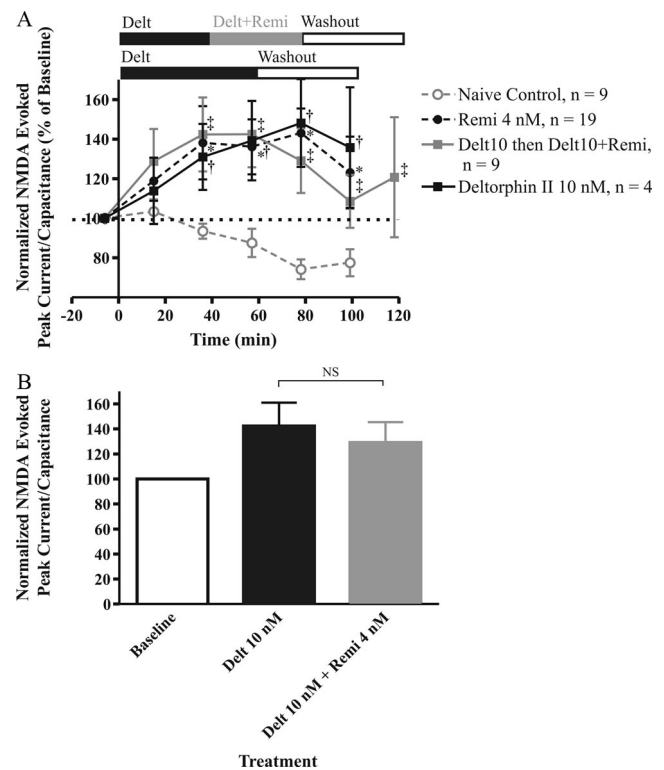 A
Delt
Delt+Remi
Washout
Delt
Washout
Normalized NMDA Evoked
Peak Current/Capacitance (% of Baseline)
160
140
120
100
80
-20
0
20
40
60
80
100
120
Time (min)
‡
*
†
‡
*†
†
*
‡
†
*
‡
‡
Naive Control, n = 9
Remi 4 nM, n = 19
Delt10 then Delt10+Remi,
n = 9
Deltorphin II 10 nM, n = 4
B
NS
Normalized NMDA Evoked
Peak Current/Capacitance
160
140
120
100
80
60
40
20
0
Baseline
Delt 10 nM
Delt 10 nM + Remi 4 nM
Treatment